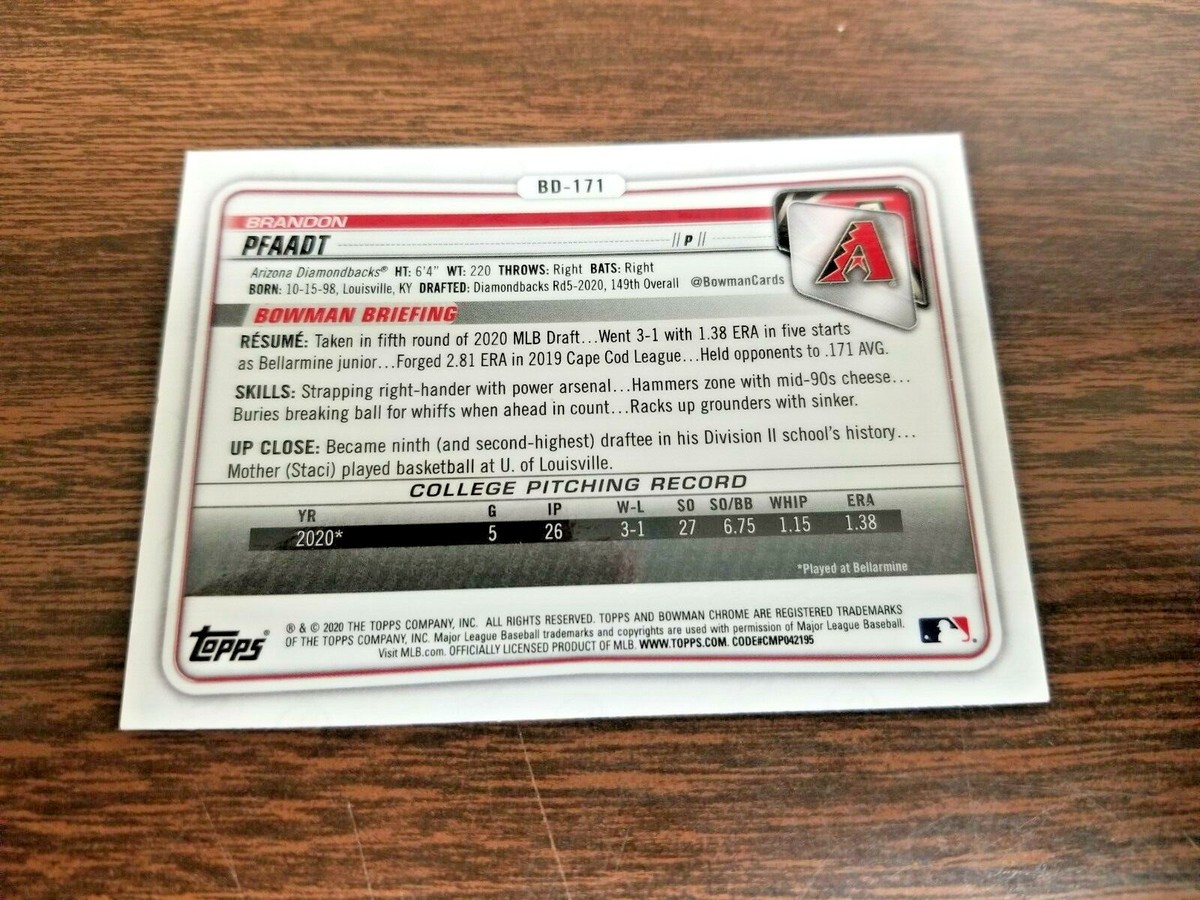 BD-171
BRANDON
PFAADT
// P //
Arizona Diamondbacks® HT: 6'4" WT: 220 THROWS: Right BATS: Right
BORN: 10-15-98, Louisville, KY DRAFTED: Diamondbacks Rd5-2020, 149th Overall @BowmanCards
A
BOWMAN BRIEFING
RÉSUMÉ: Taken in fifth round of 2020 MLB Draft...Went 3-1 with 1.38 ERA in five starts
as Bellarmine junior...Forged 2.81 ERA in 2019 Cape Cod League...Held opponents to .171 AVG.
SKILLS: Strapping right-hander with power arsenal...Hammers zone with mid-90s cheese...
Buries breaking ball for whiffs when ahead in count...Racks up grounders with sinker.
UP CLOSE: Became ninth (and second-highest) draftee in his Division II school's history...
Mother (Staci) played basketball at U. of Louisville.
COLLEGE PITCHING RECORD
YR G IP W-L SO SO/BB WHIP ERA
2020* 5 26 3-1 27 6.75 1.15 1.38
*Played at Bellarmine
Topps®
® & © 2020 THE TOPPS COMPANY, INC. ALL RIGHTS RESERVED. TOPPS AND BOWMAN CHROME ARE REGISTERED TRADEMARKS
OF THE TOPPS COMPANY, INC. Major League Baseball trademarks and copyrights are used with permission of Major League Baseball.
Visit MLB.com. OFFICIALLY LICENSED PRODUCT OF MLB. WWW.TOPPS.COM. CODE#CMP042195